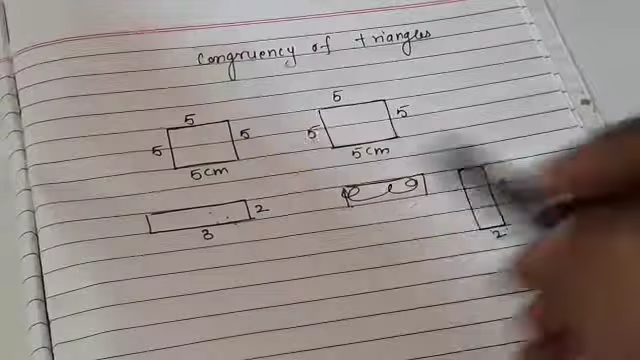 congruency of triangles
5 5
5 5 5 5
5cm 5cm
2
3 2